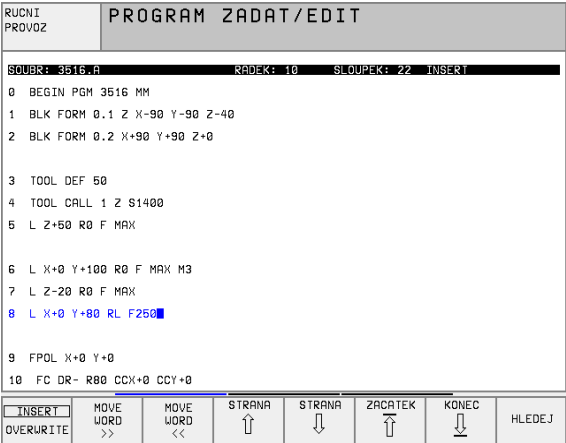 RUCNI
PROVOZ
PROGRAM ZADAT/EDIT
SOUBR: 3516.A RADEK: 10 SLOUPEK: 22 INSERT
0 BEGIN PGM 3516 MM
1 BLK FORM 0.1 Z X-90 Y-90 Z-40
2 BLK FORM 0.2 X+90 Y+90 Z+0
3 TOOL DEF 50
4 TOOL CALL 1 Z S1400
5 L Z+50 R0 F MAX
6 L X+0 Y+100 R0 F MAX M3
7 L Z-20 R0 F MAX
8 L X+0 Y+80 RL F250
9 FPOL X+0 Y+0
10 FC DR- R80 CCX+0 CCY+0
INSERT
OVERWRITE
MOVE
WORD
>>
MOVE
WORD
<<
STRANA
STRANA
ZACATEK
KONEC
HLEDEJ